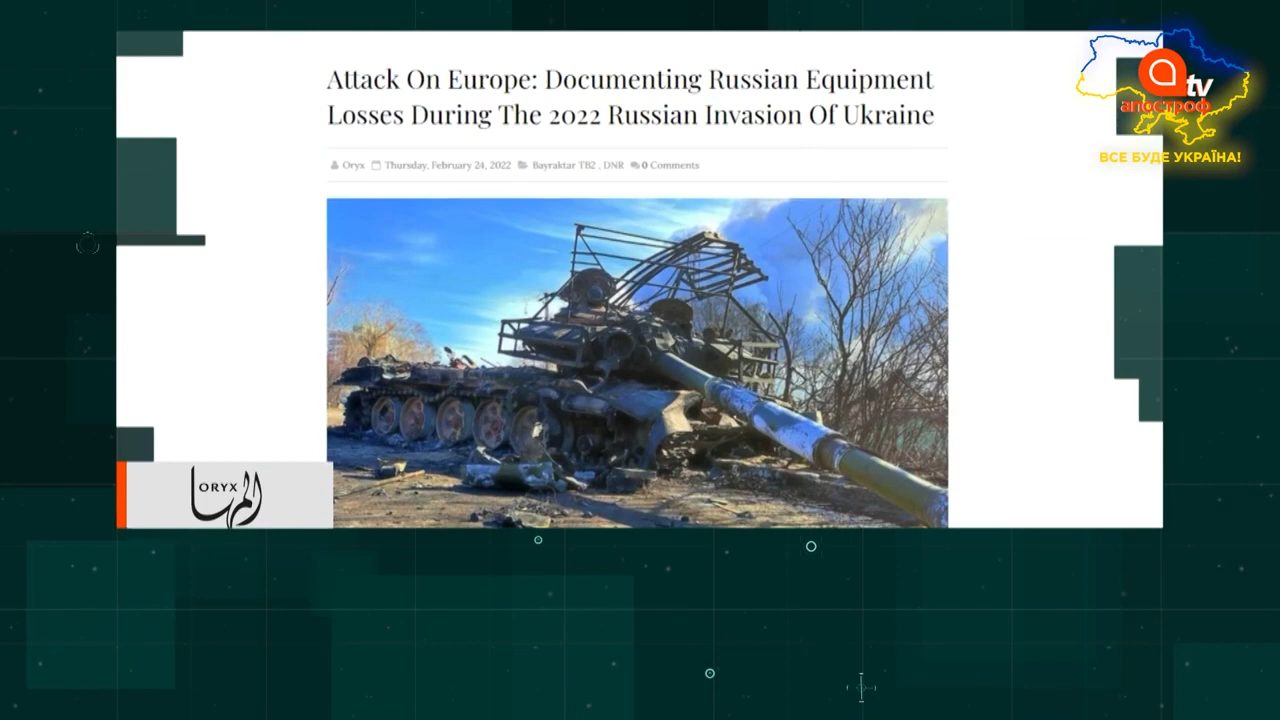 Attack On Europe: Documenting Russian Equipment
Losses During The 2022 Russian Invasion Of Ukraine
Oryx Thursday, February 24, 2022 Bayraktar TB2 , DNR 0 Comments
tv
апостроф
ВСЕ БУДЕ УКРАЇНА!
ORYX
المها